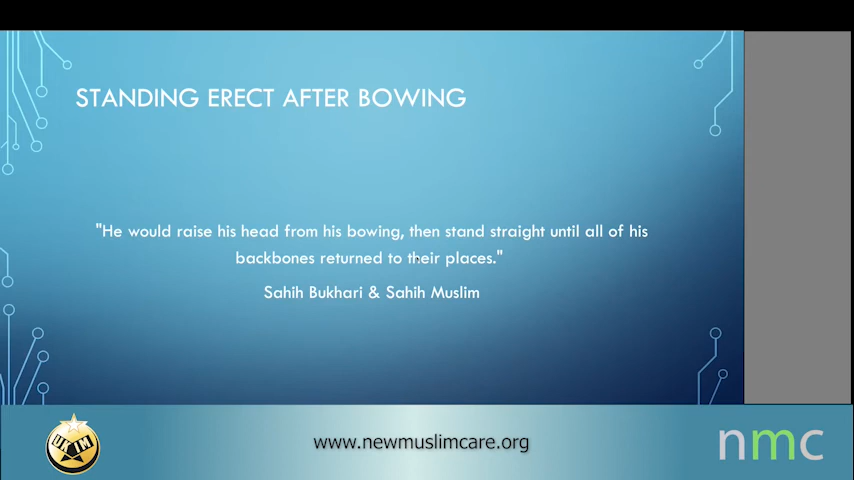 STANDING ERECT AFTER BOWING
"He would raise his head from his bowing, then stand straight until all of his
backbones returned to their places."
Sahih Bukhari & Sahih Muslim
UKIM
www.newmuslimcare.org
nmc